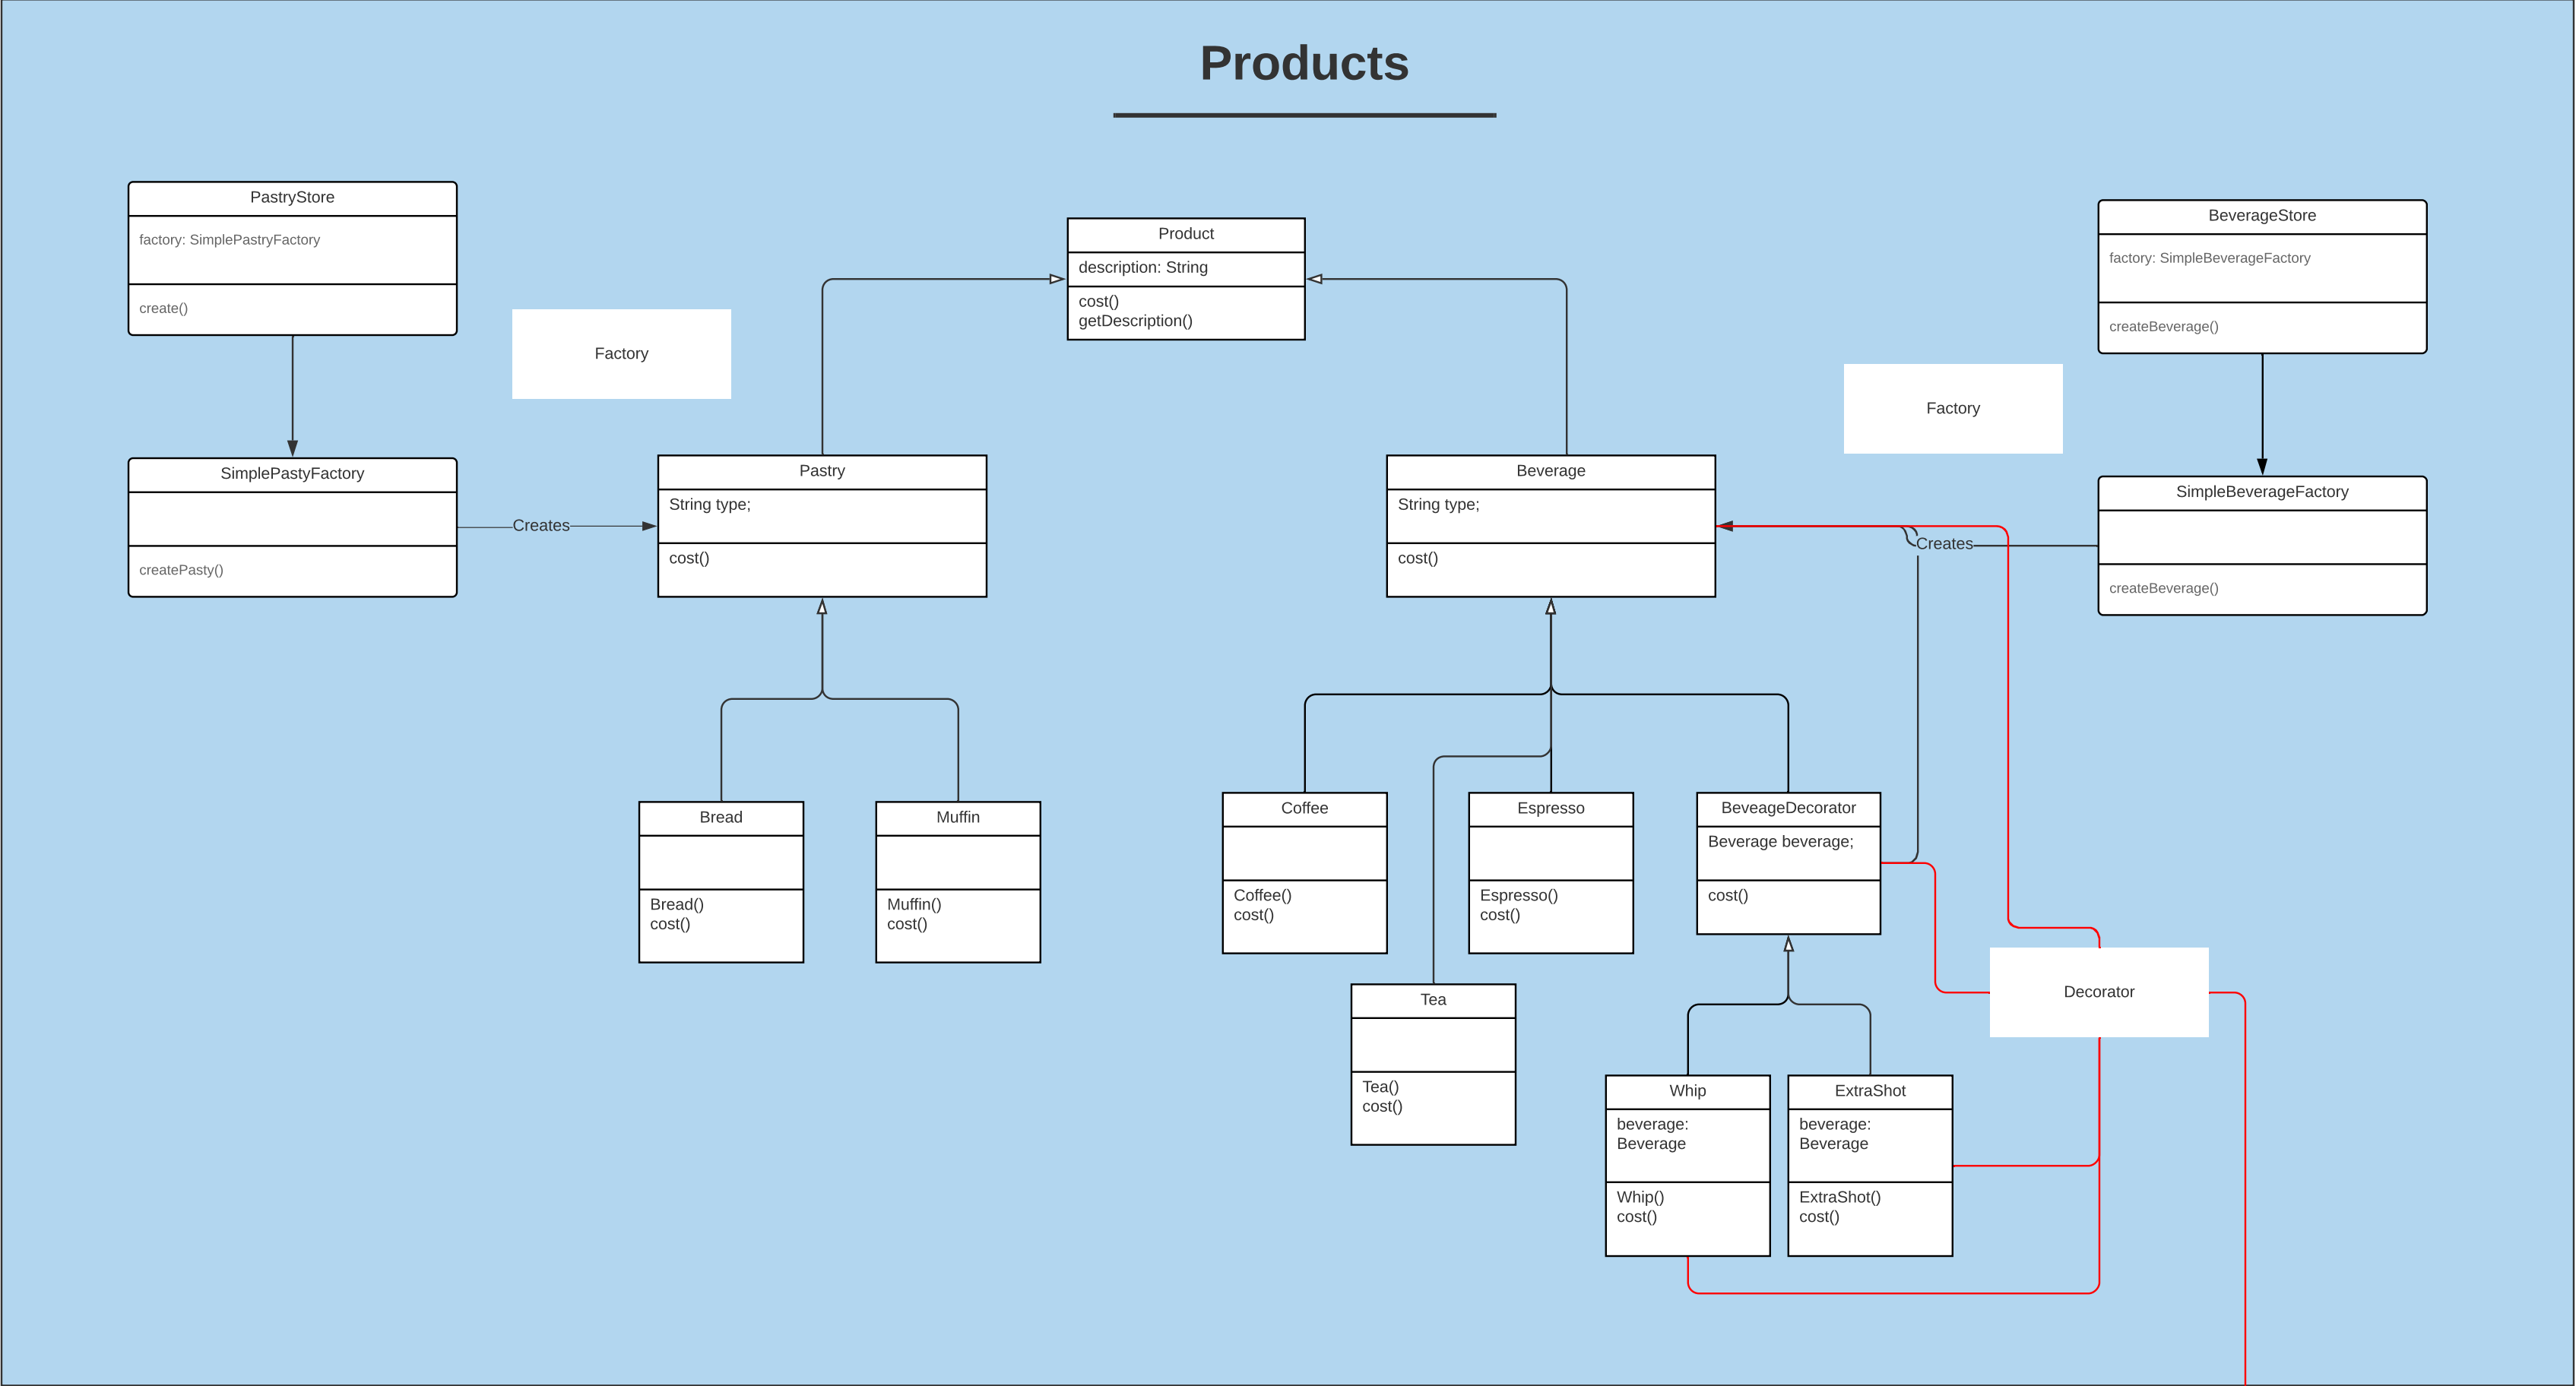 Products
PastryStore
factory: SimplePastryFactory
create()
Product
description: String
cost()
getDescription()
BeverageStore
factory: SimpleBeverageFactory
createBeverage()
Factory
Factory
SimplePastyFactory
createPasty()
Creates
Pastry
String type;
cost()
Beverage
String type;
cost()
Creates
SimpleBeverageFactory
createBeverage()
Bread
Bread()
cost()
Muffin
Muffin()
cost()
Coffee
Coffee()
cost()
Espresso
Espresso()
cost()
BeveageDecorator
Beverage beverage;
cost()
Tea
Tea()
cost()
Decorator
Whip
beverage:
Beverage
Whip()
cost()
ExtraShot
beverage:
Beverage
ExtraShot()
cost()